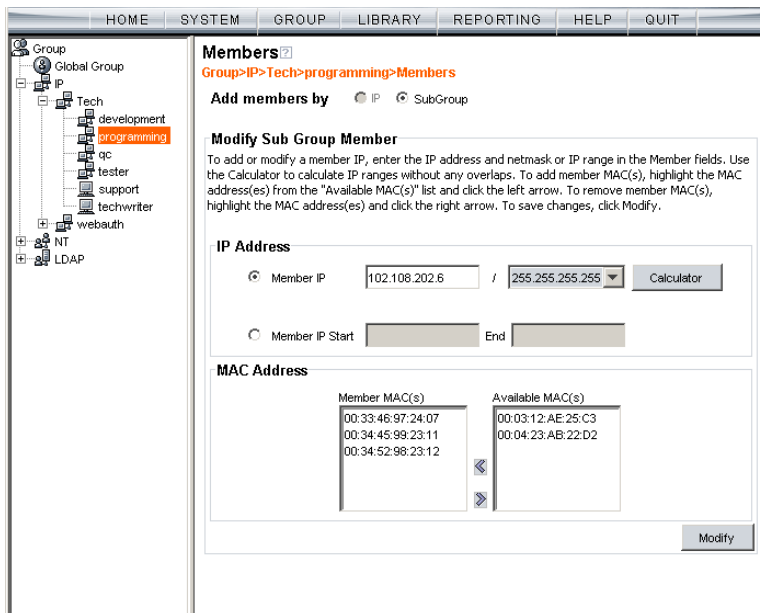 HOME SYSTEM GROUP LIBRARY REPORTING HELP QUIT
Group
Global Group
IP
Tech
development
programming
qc
tester
support
techwriter
webauth
NT
LDAP
Members?
Group>IP>Tech>programming>Members
Add members by IP SubGroup
Modify Sub Group Member
To add or modify a member IP, enter the IP address and netmask or IP range in the Member fields. Use
the Calculator to calculate IP ranges without any overlaps. To add member MAC(s), highlight the MAC
address(es) from the "Available MAC(s)" list and click the left arrow. To remove member MAC(s),
highlight the MAC address(es) and click the right arrow. To save changes, click Modify.
IP Address
Member IP 102.108.202.6 / 255.255.255.255 Calculator
Member IP Start End
MAC Address
Member MAC(s) Available MAC(s)
00:33:46:97:24:07 00:03:12:AE:25:C3
00:34:45:99:23:11 00:04:23:AB:22:D2
00:34:52:98:23:12
Modify